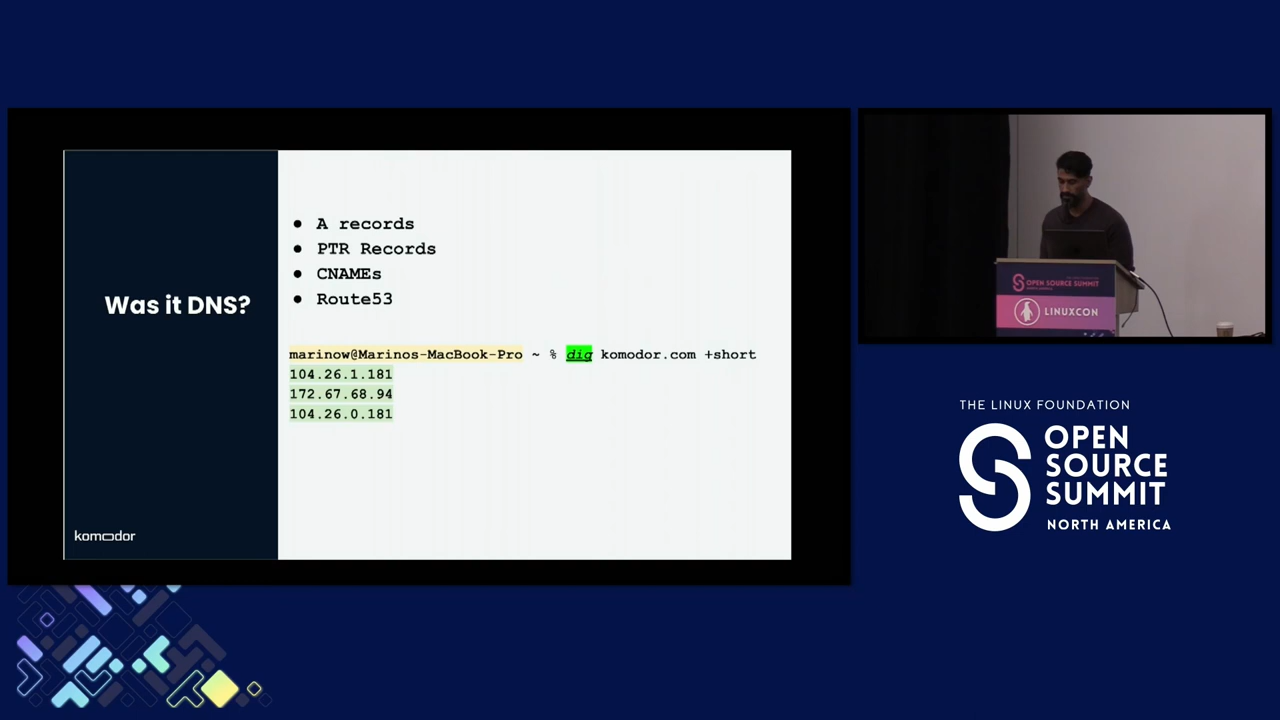 Was it DNS?
komodor
● A records
● PTR Records
● CNAMEs
● Route53
marinow@Marinos-MacBook-Pro ~ % dig komodor.com +short
104.26.1.181
172.67.68.94
104.26.0.181
OPEN SOURCE SUMMIT
LINUXCON
THE LINUX FOUNDATION
OPEN
SOURCE
SUMMIT
NORTH AMERICA